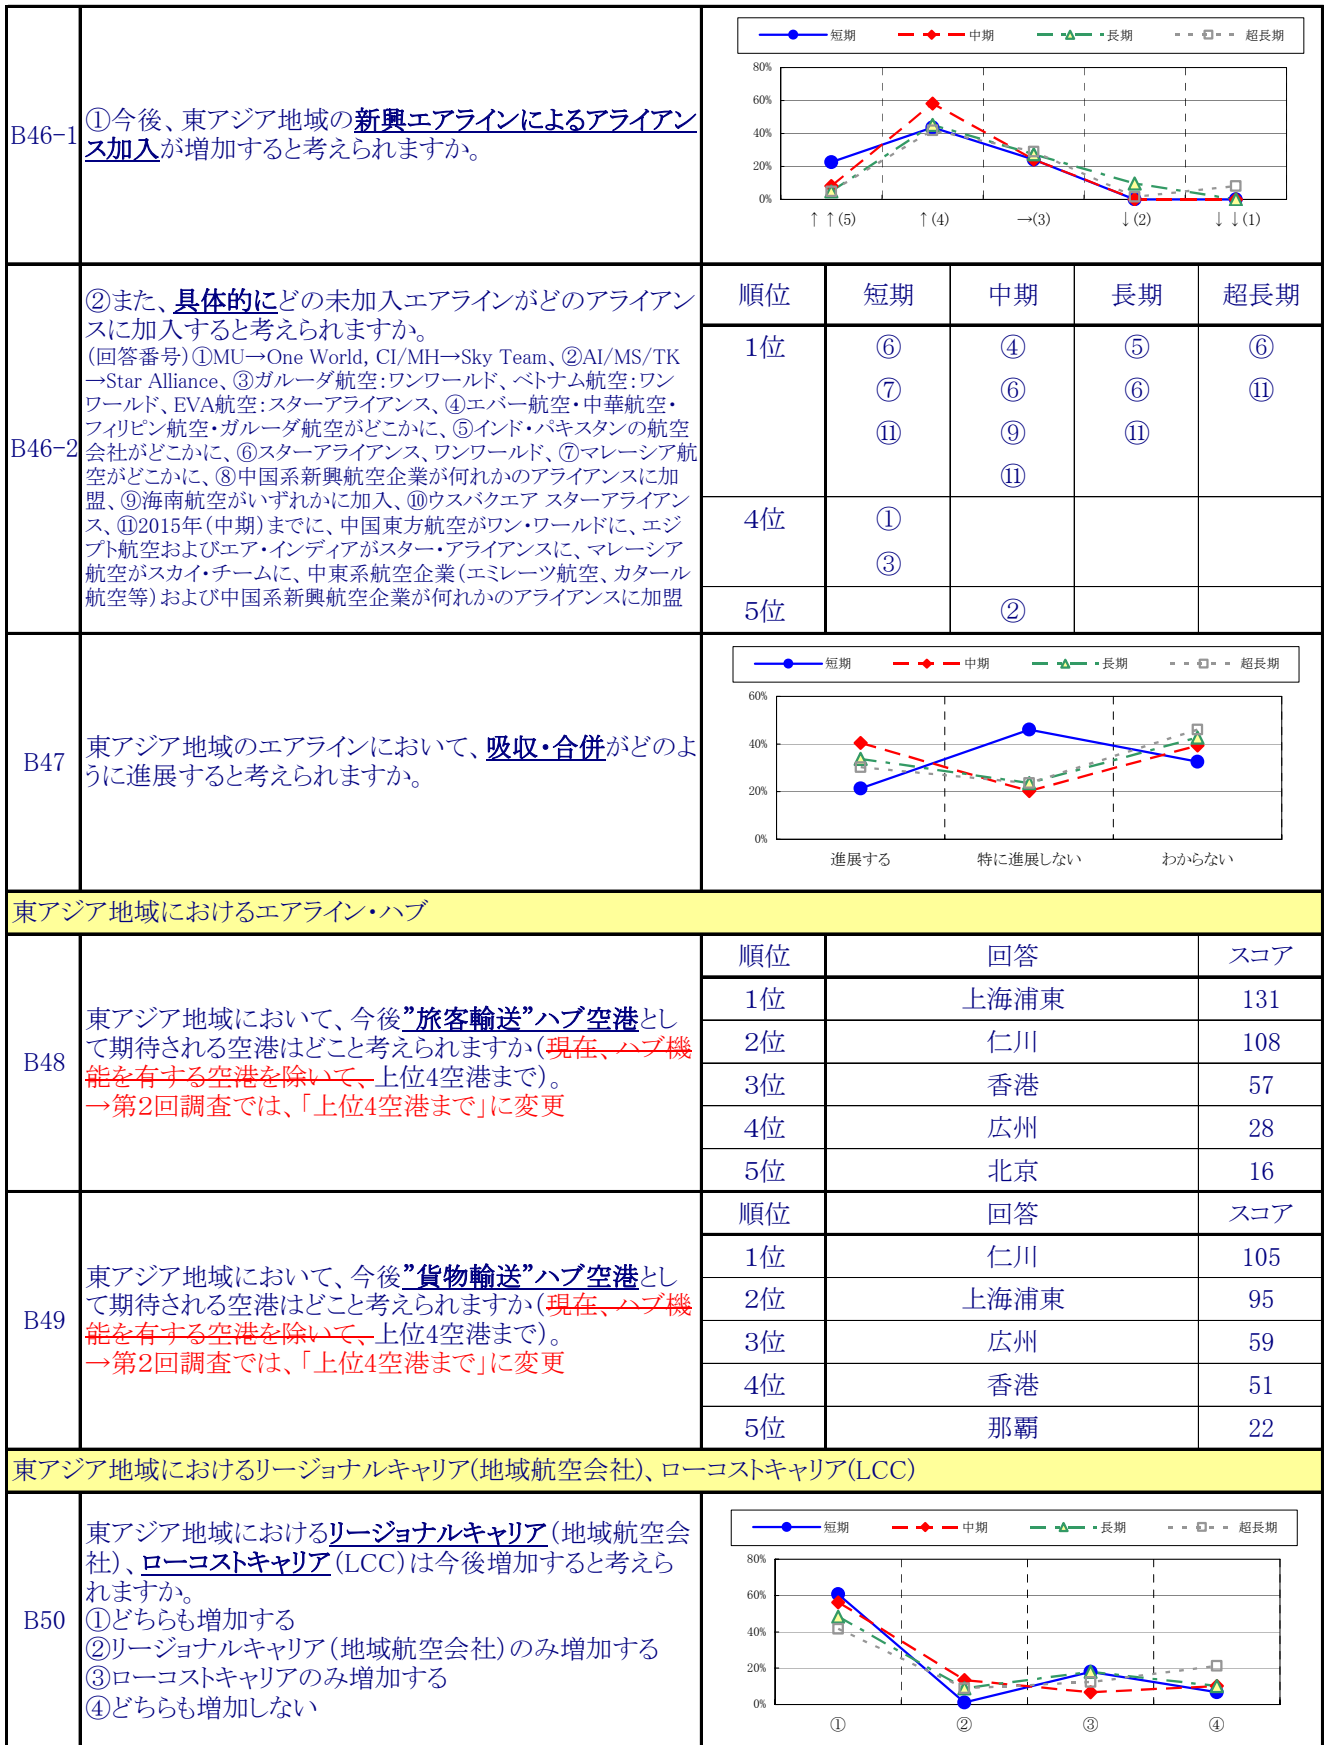 B46-1
①今後、東アジア地域の新興エアラインによるアライアン
ス加入が増加すると考えられますか。
短期 中期 長期 超長期
80%
60%
40%
20%
0%
↑↑(5) ↑(4) →(3) ↓(2) ↓↓(1)
B46-2
②また、具体的にどの未加入エアラインがどのアライアン
スに加入すると考えられますか。
(回答番号)①MU→One World, CI/MH→Sky Team、②AI/MS/TK
→Star Alliance、③ガルーダ航空:ワンワールド、ベトナム航空:ワン
ワールド、EVA航空:スターアライアンス、④エバー航空・中華航空・
フィリピン航空・ガルーダ航空がどこかに、⑤インド・パキスタンの航空
会社がどこかに、⑥スターアライアンス、ワンワールド、⑦マレーシア航
空がどこかに、⑧中国系新興航空企業が何れかのアライアンスに加
盟、⑨海南航空がいずれかに加入、⑩ウスバクエア スターアライアン
ス、⑪2015年(中期)までに、中国東方航空がワン・ワールドに、エジ
プト航空およびエア・インディアがスター・アライアンスに、マレーシア
航空がスカイ・チームに、中東系航空企業(エミレーツ航空、カタール
航空等)および中国系新興航空企業が何れかのアライアンスに加盟
順位 短期 中期 長期 超長期
1位 ⑥ ④ ⑤ ⑥
⑦ ⑥ ⑥ ⑪
⑪ ⑨ ⑪
⑪
4位 ①
③
5位 ②
B47
東アジア地域のエアラインにおいて、吸収・合併がどのよ
うに進展すると考えられますか。
短期 中期 長期 超長期
60%
40%
20%
0%
進展する 特に進展しない わからない
東アジア地域におけるエアライン・ハブ
B48
東アジア地域において、今後”旅客輸送”ハブ空港とし
て期待される空港はどこと考えられますか(現在、ハブ機
能を有する空港を除いて、上位4空港まで)。
→第2回調査では、「上位4空港まで」に変更
順位 回答 スコア
1位 上海浦東 131
2位 仁川 108
3位 香港 57
4位 広州 28
5位 北京 16
B49
東アジア地域において、今後”貨物輸送”ハブ空港とし
て期待される空港はどこと考えられますか(現在、ハブ機
能を有する空港を除いて、上位4空港まで)。
→第2回調査では、「上位4空港まで」に変更
順位 回答 スコア
1位 仁川 105
2位 上海浦東 95
3位 広州 59
4位 香港 51
5位 那覇 22
東アジア地域におけるリージョナルキャリア(地域航空会社)、ローコストキャリア(LCC)
B50
東アジア地域におけるリージョナルキャリア(地域航空会
社)、ローコストキャリア(LCC)は今後増加すると考えら
れますか。
①どちらも増加する
②リージョナルキャリア(地域航空会社)のみ増加する
③ローコストキャリアのみ増加する
④どちらも増加しない
短期 中期 長期 超長期
80%
60%
40%
20%
0%
① ② ③ ④